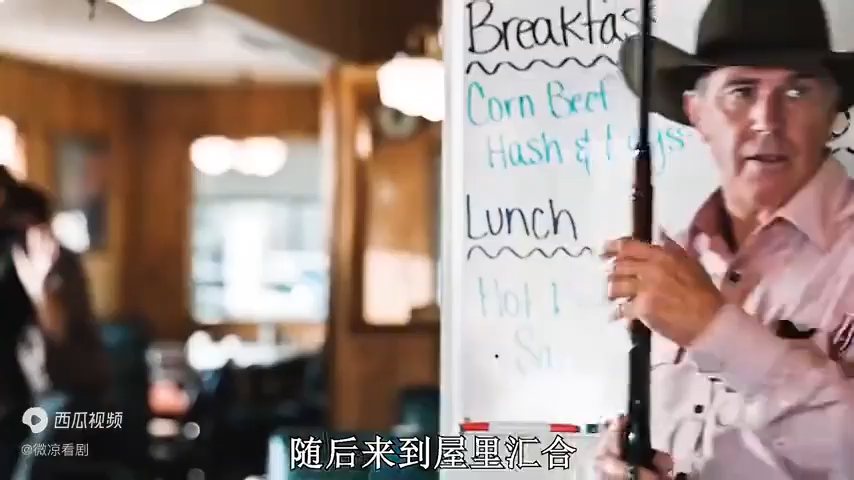 Breakfas
Corn Beef
Hash &
Lunch
西瓜视频
@微凉看剧
随后来到屋里汇合